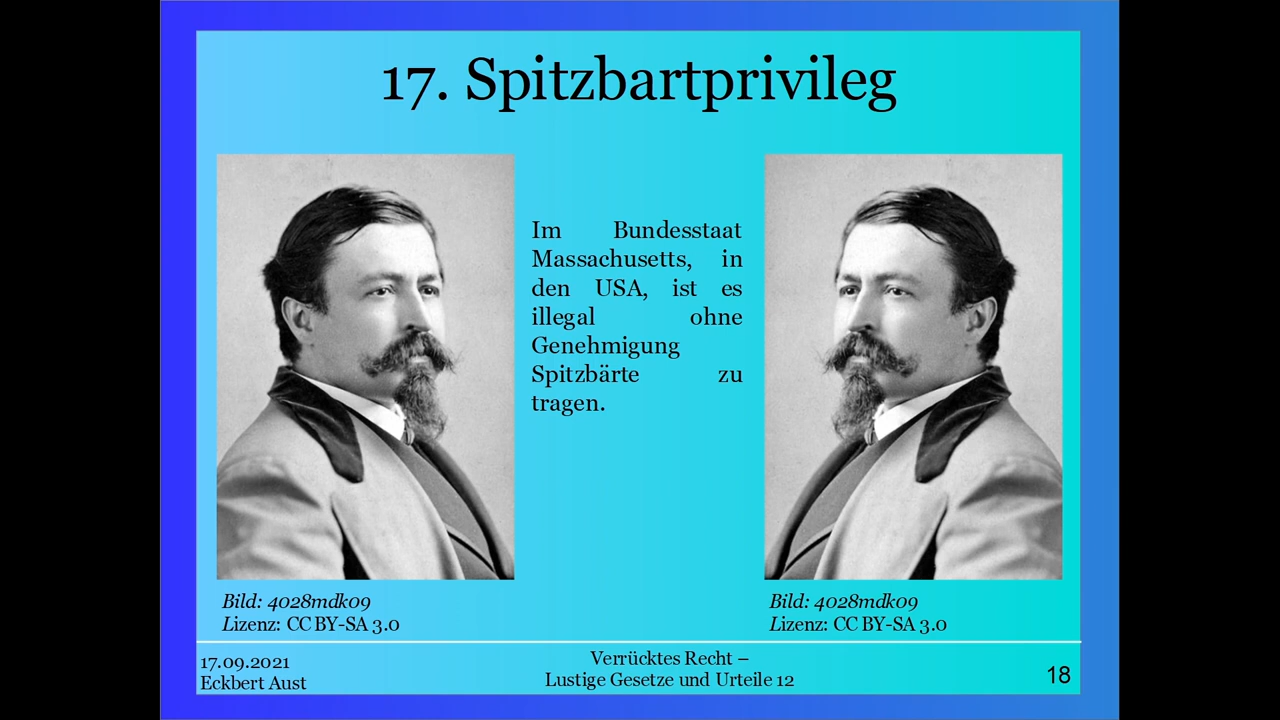 17. Spitzbartprivileg
Im Bundesstaat
Massachusetts, in
den USA, ist es
illegal ohne
Genehmigung
Spitzbärte zu
tragen.
Bild: 4028mdk09
Lizenz: CC BY-SA 3.0
Bild: 4028mdk09
Lizenz: CC BY-SA 3.0
17.09.2021
Eckbert Aust
Verrücktes Recht –
Lustige Gesetze und Urteile 12
18